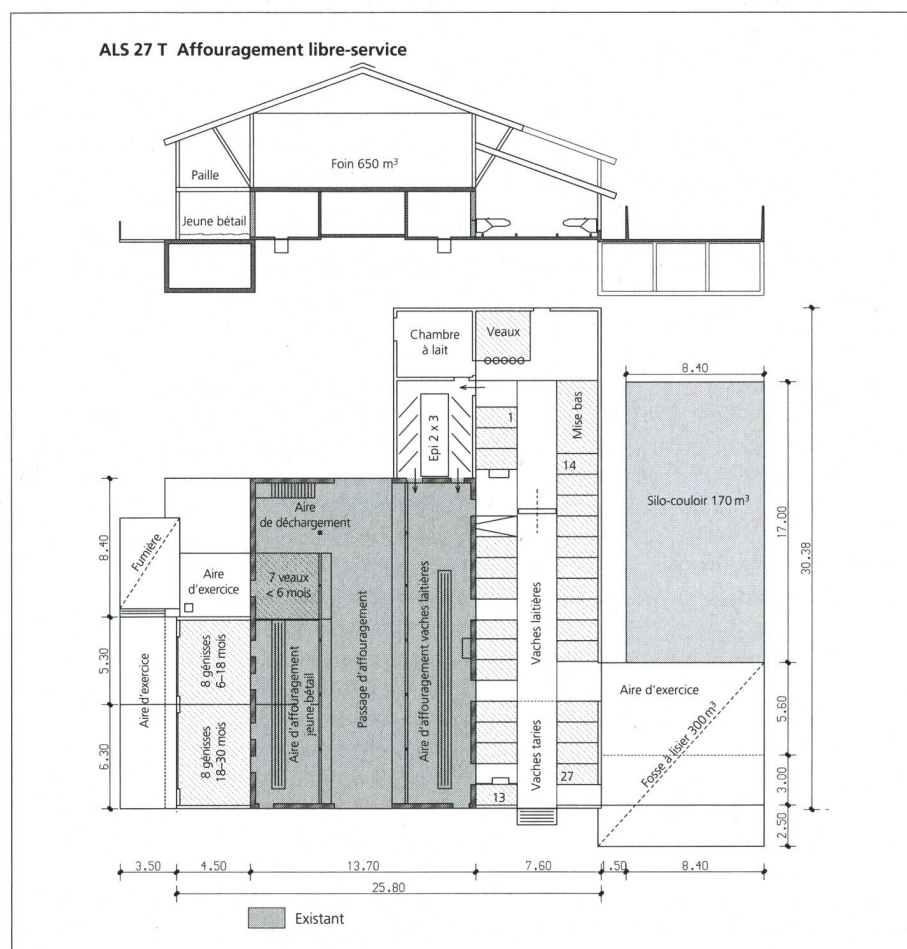 ALS 27 T Affouragement libre-service
Paille
Foin 650 m³
Jeune bétail
Chambre
à lait
Veaux
8.40
Epi 2 x 3
1
Mise bas
14
Silo-couloir 170 m³
17.00
30.38
Aire
de déchargement
8.40
Fumière
Aire
d'exercice
7 veaux
< 6 mois
Passage d'affouragement
Aire d'affouragement vaches laitières
Vaches laitières
5.30
Aire d'exercice
8 génisses
6–18 mois
Aire d'affouragement
jeune bétail
Aire d'exercice
Fosse à lisier 300 m³
5.60
6.30
8 génisses
18–30 mois
Vaches taries
27
13
3.00
2.50
3.50
4.50
13.70
7.60
1.50
8.40
25.80
Existant